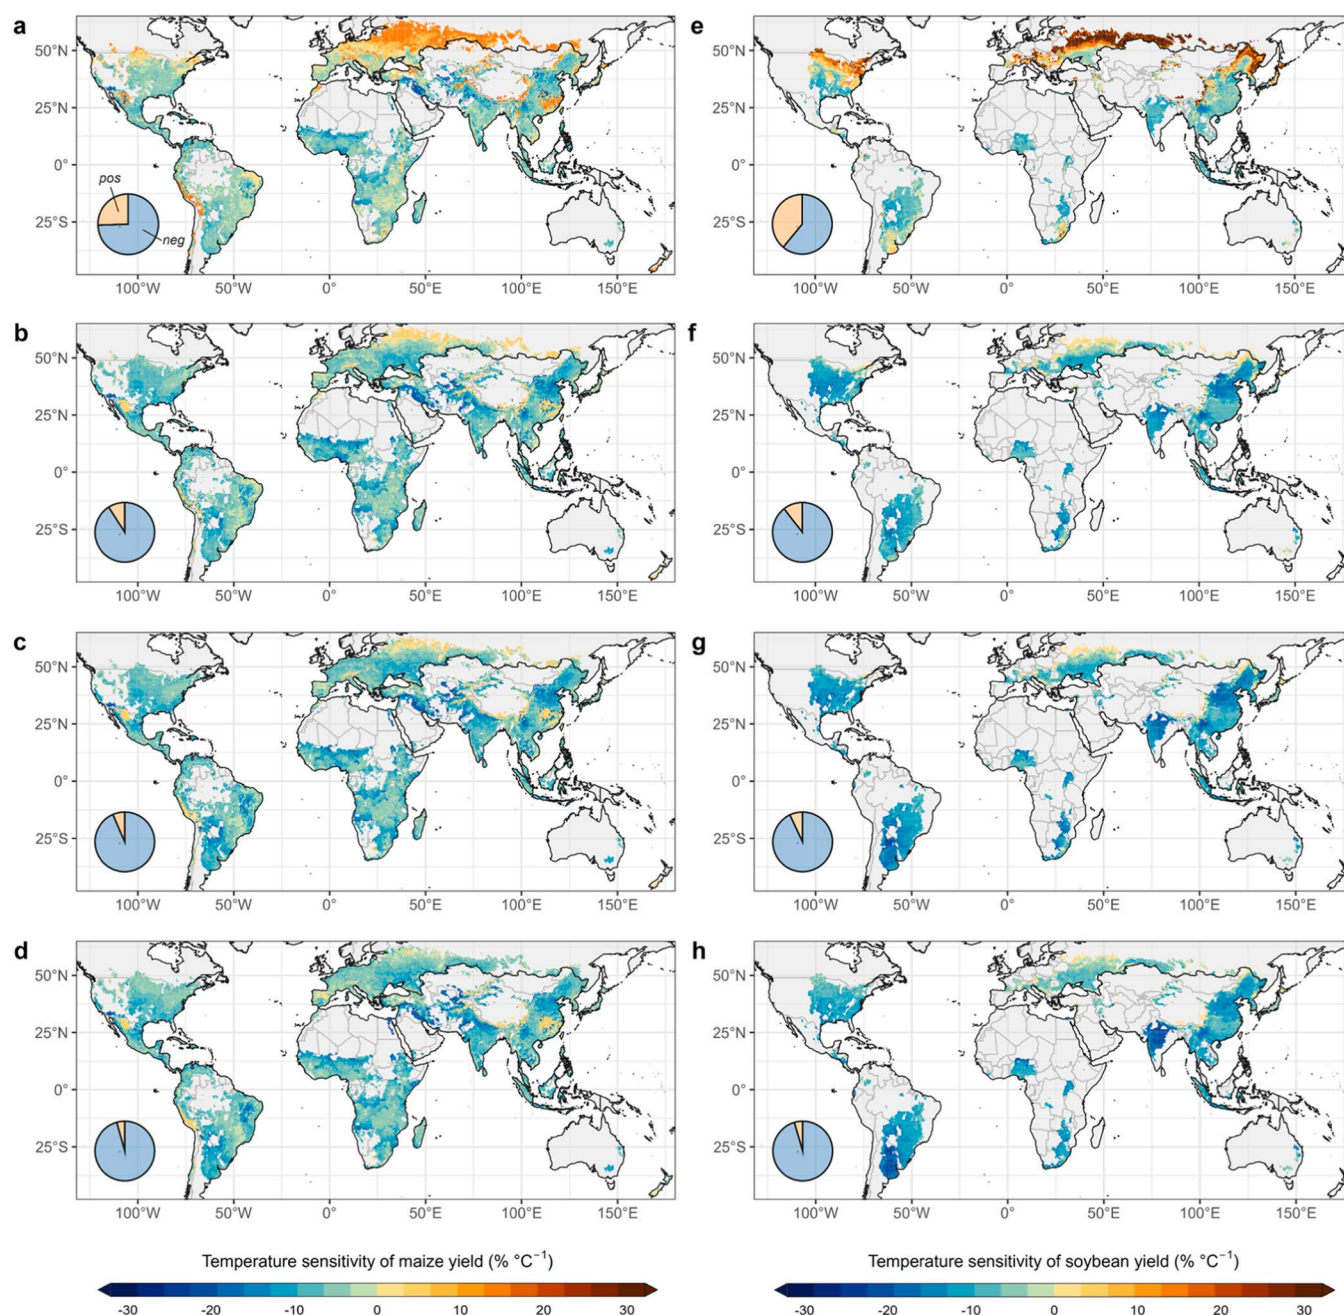 a
50°N
25°N
0°
25°S
pos
neg
100°W 50°W 0° 50°E 100°E 150°E
e
50°N
25°N
0°
25°S
100°W 50°W 0° 50°E 100°E 150°E
b
50°N
25°N
0°
25°S
100°W 50°W 0° 50°E 100°E 150°E
f
50°N
25°N
0°
25°S
100°W 50°W 0° 50°E 100°E 150°E
c
50°N
25°N
0°
25°S
100°W 50°W 0° 50°E 100°E 150°E
g
50°N
25°N
0°
25°S
100°W 50°W 0° 50°E 100°E 150°E
d
50°N
25°N
0°
25°S
100°W 50°W 0° 50°E 100°E 150°E
h
50°N
25°N
0°
25°S
100°W 50°W 0° 50°E 100°E 150°E
Temperature sensitivity of maize yield (% °C⁻¹)
-30 -20 -10 0 10 20 30
Temperature sensitivity of soybean yield (% °C⁻¹)
-30 -20 -10 0 10 20 30